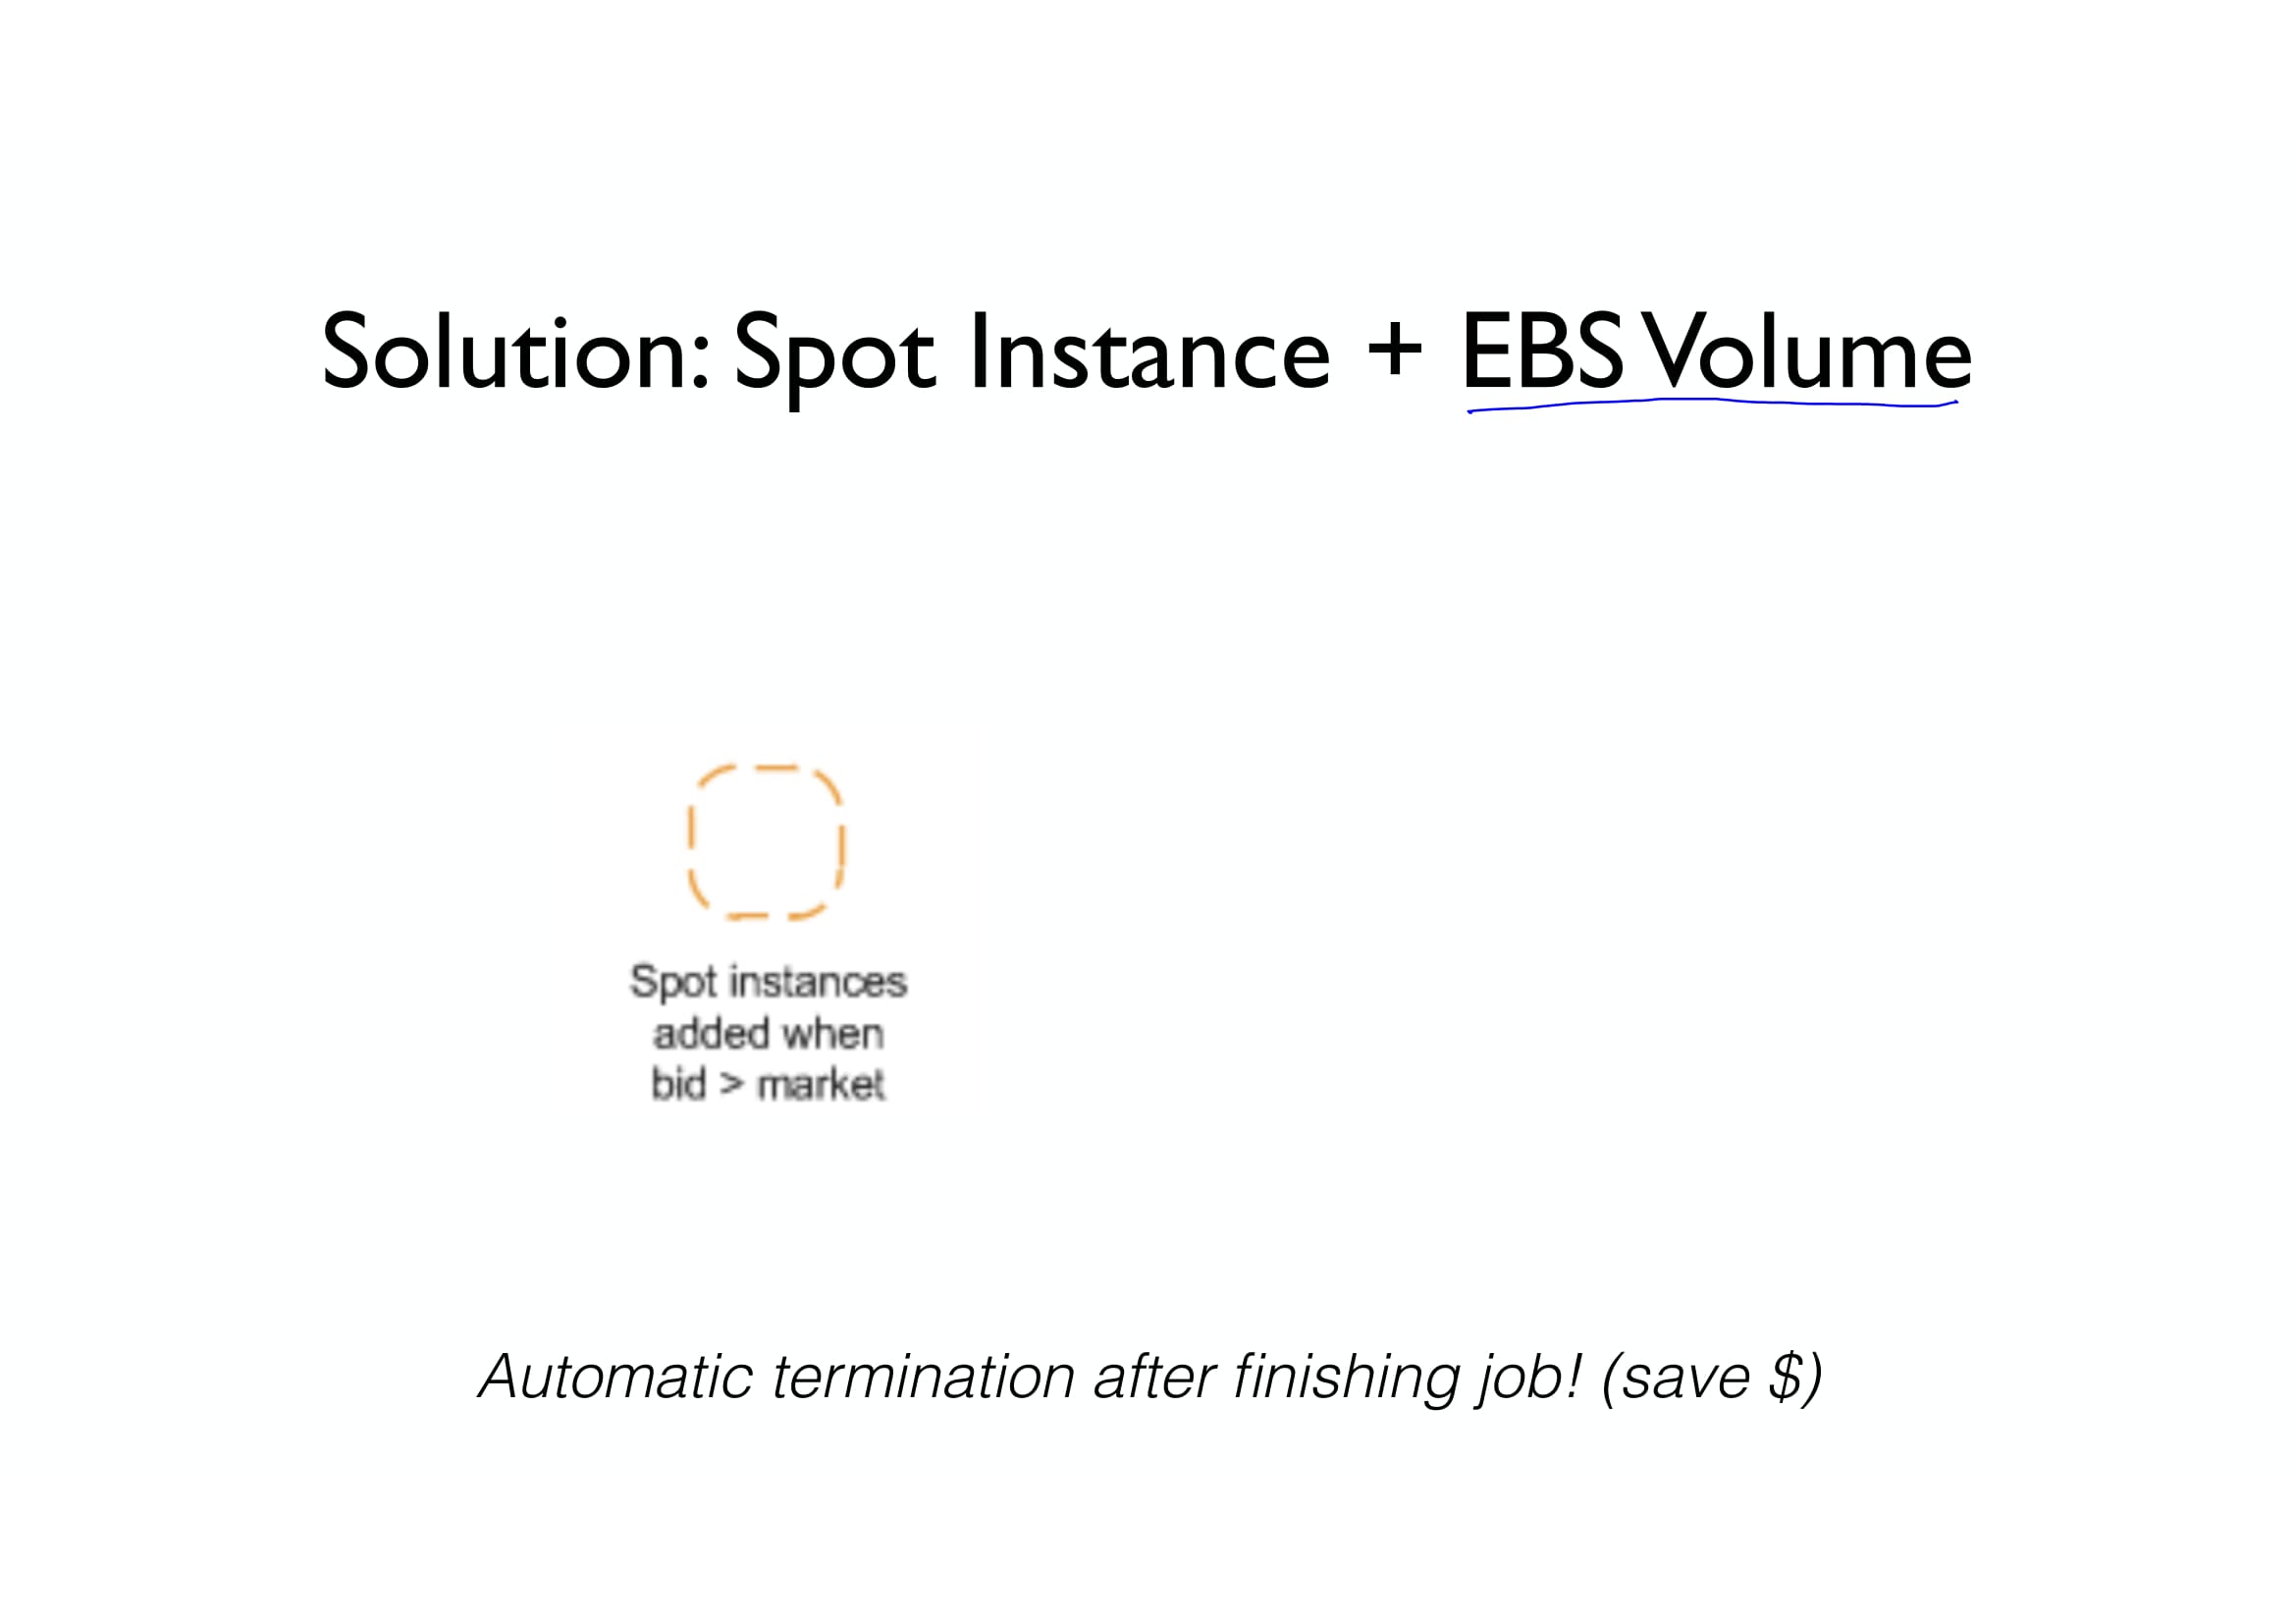 Solution: Spot Instance + EBS Volume
Spot instances
added when
bid > market
Automatic termination after finishing job! (save $)